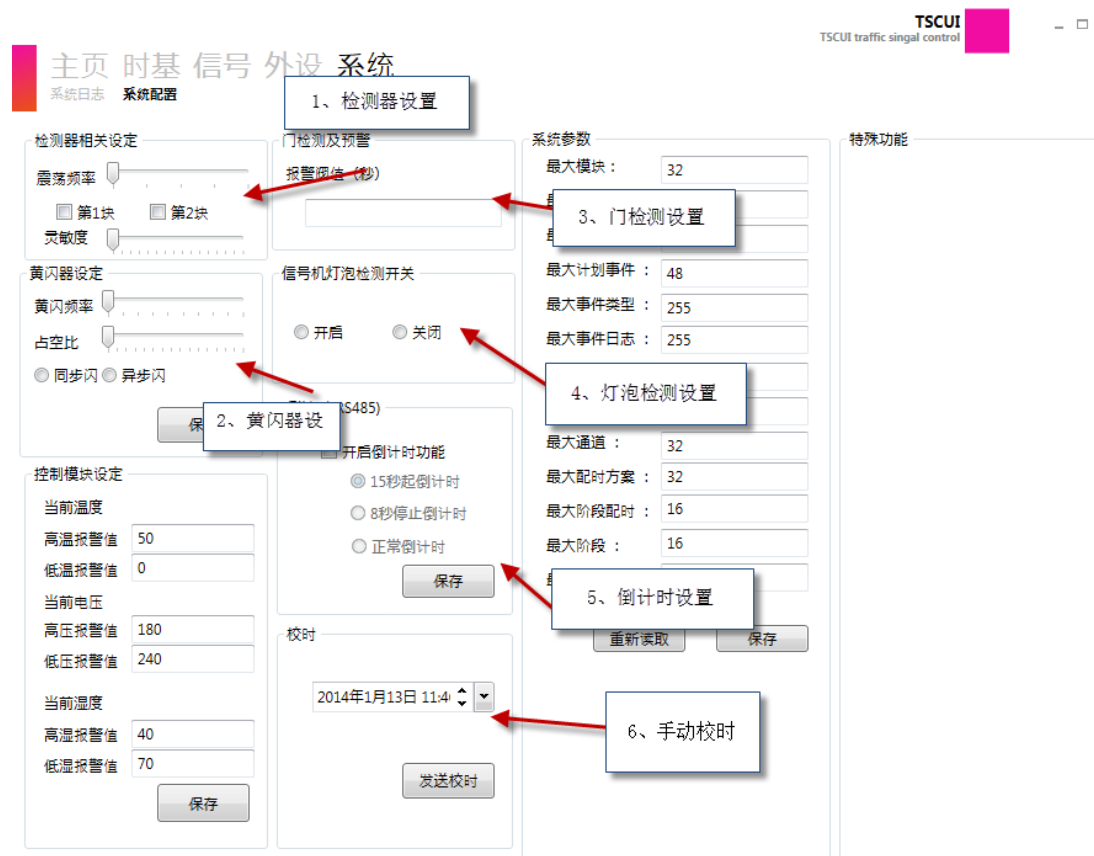 TSCUI
TSCUI traffic singal control
主页 时基 信号 外设 系统
系统日志 系统配置
1、检测器设置
检测器相关设定
震荡频率
第1块 第2块
灵敏度
黄闪器设定
黄闪频率
占空比
同步闪 异步闪
2、黄闪器设
控制模块设定
当前温度
高温报警值 50
低温报警值 0
当前电压
高压报警值 180
低压报警值 240
当前湿度
高湿报警值 40
低湿报警值 70
保存
门检测及预警
报警阀值（秒）
3、门检测设置
信号机灯泡检测开关
开启 关闭
4、灯泡检测设置
S485)
开启倒计时功能
15秒起倒计时
8秒停止倒计时
正常倒计时
保存
5、倒计时设置
校时
2014年1月13日 11:4
6、手动校时
发送校时
系统参数
最大模块： 32
最大计划事件 ： 48
最大事件类型 ： 255
最大事件日志 ： 255
最大通道 ： 32
最大配时方案 ： 32
最大阶段配时 ： 16
最大阶段 ： 16
重新读取 保存
特殊功能